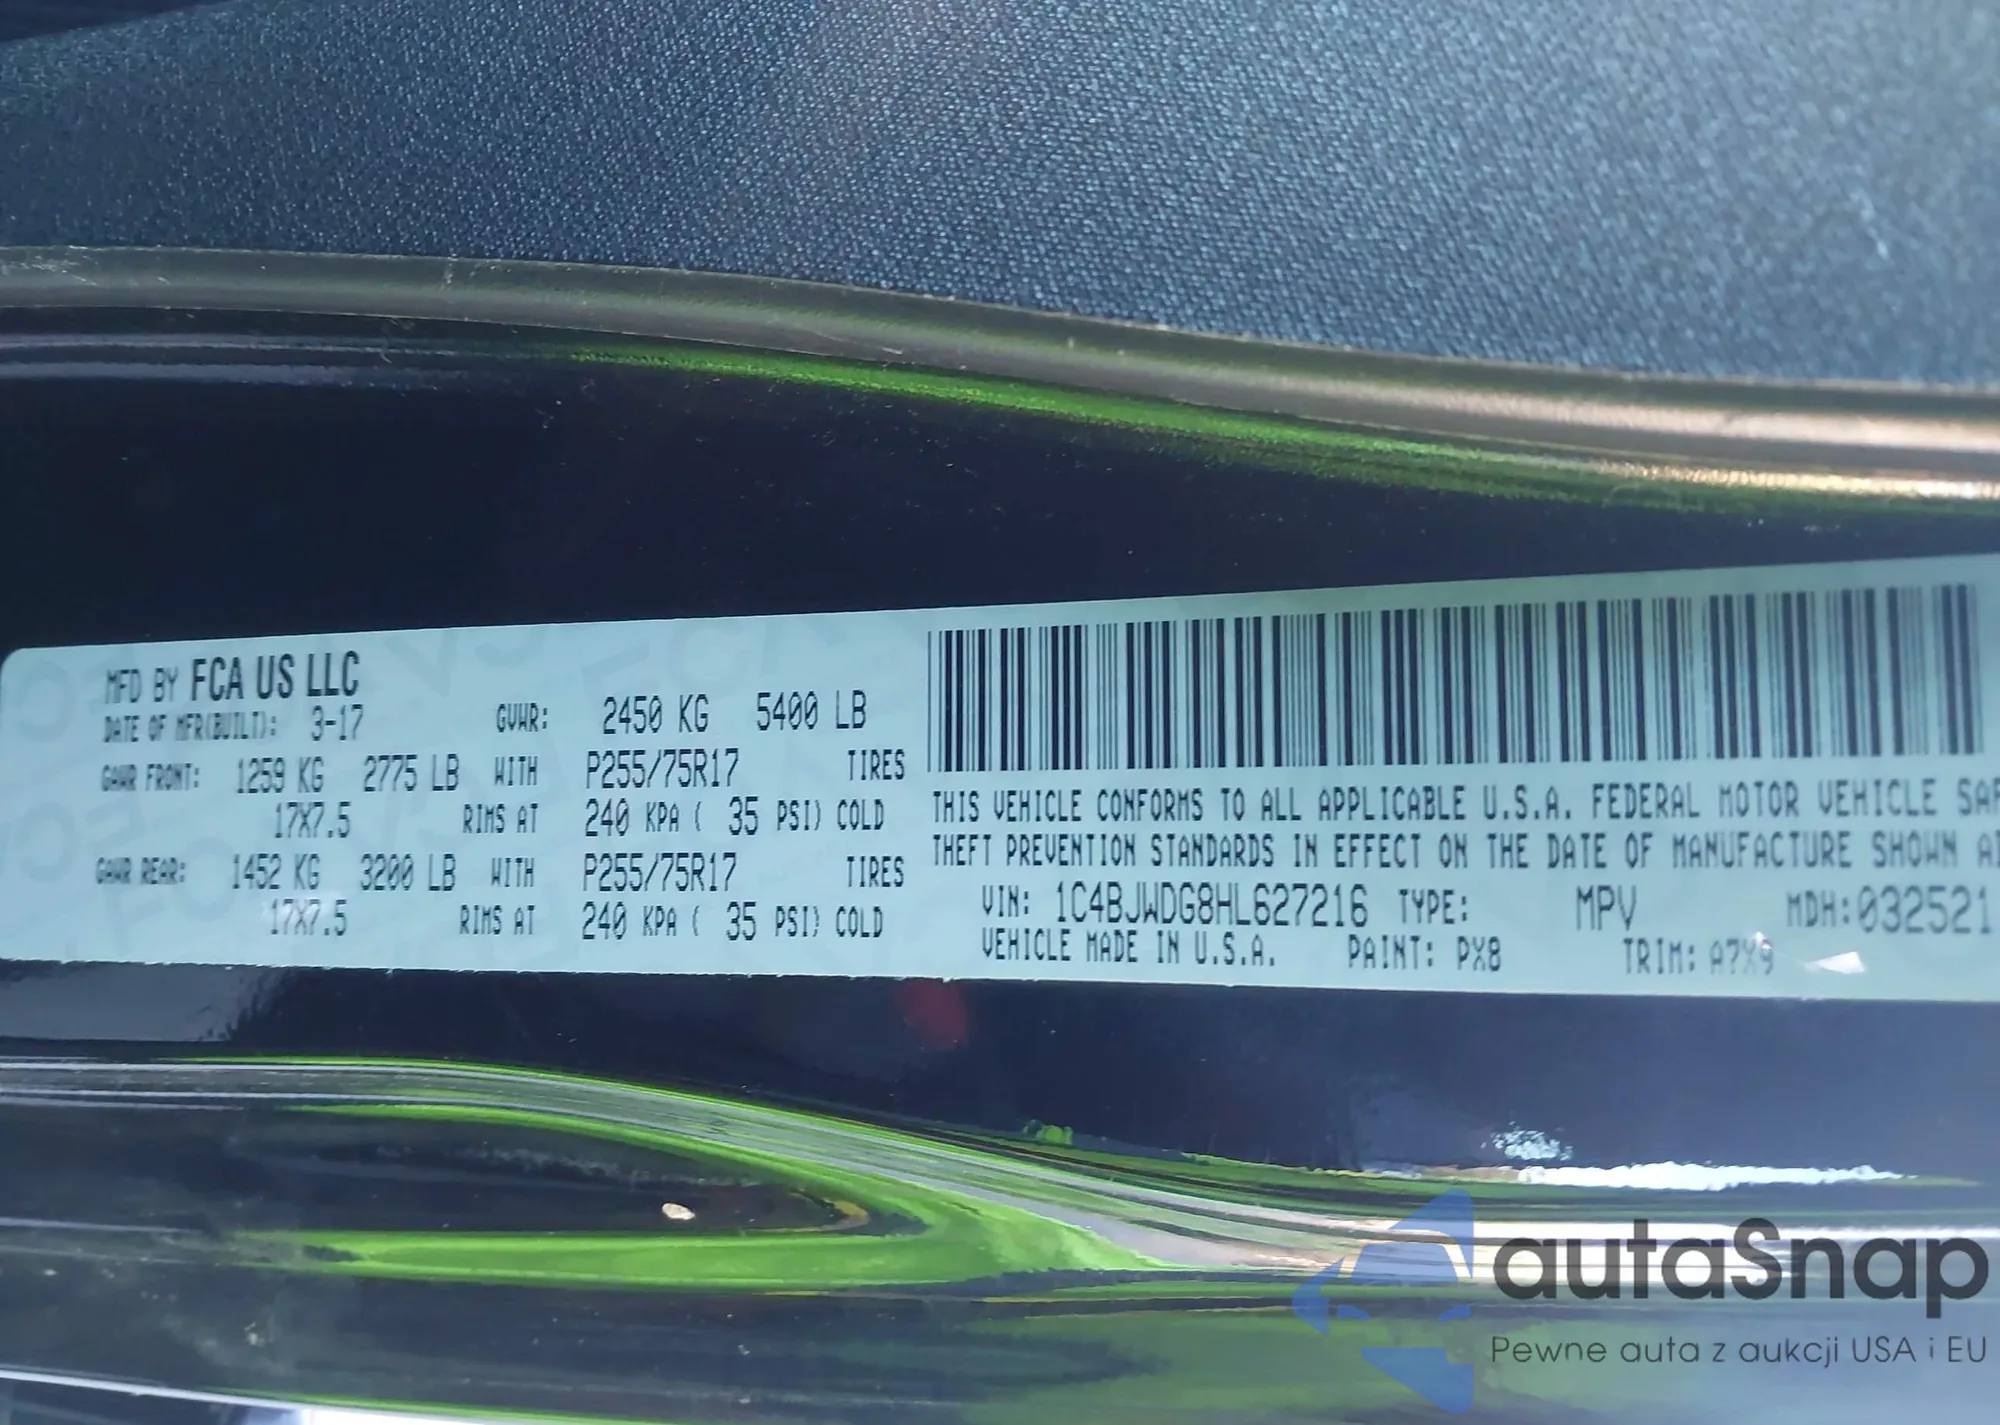 MFD BY FCA US LLC
DATE OF MFR(BUILT): 3-17 GVWR: 2450 KG 5400 LB
GAWR FRONT: 1259 KG 2775 LB WITH P255/75R17 TIRES
17X7.5 RIMS AT 240 KPA ( 35 PSI) COLD
GAWR REAR: 1452 KG 3200 LB WITH P255/75R17 TIRES
17X7.5 RIMS AT 240 KPA ( 35 PSI) COLD
THIS VEHICLE CONFORMS TO ALL APPLICABLE U.S.A. FEDERAL MOTOR VEHICLE SAF
THEFT PREVENTION STANDARDS IN EFFECT ON THE DATE OF MANUFACTURE SHOWN A
VIN: 1C4BJWDG8HL627216 TYPE: MPV MDH:032521
VEHICLE MADE IN U.S.A. PAINT: PX8 TRIM: A7X9
autaSnap
Pewne auta z aukcji USA i EU